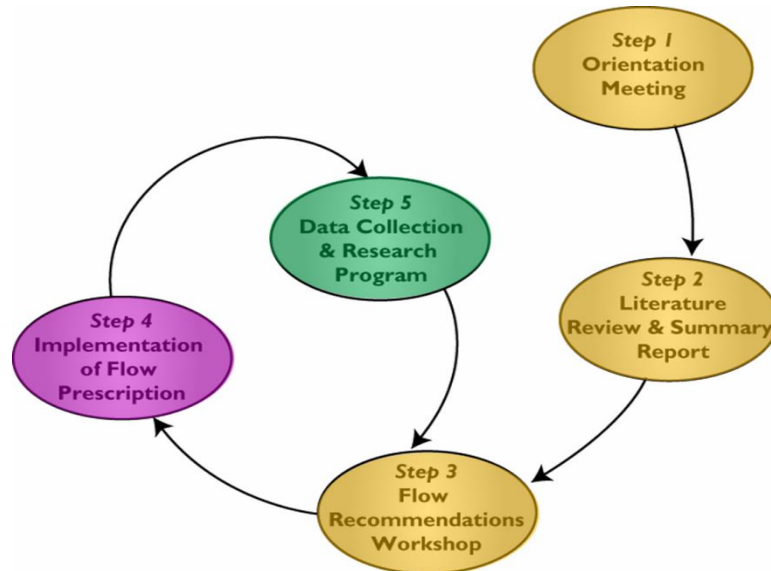 Step 1
Orientation
Meeting
Step 2
Literature
Review & Summary
Report
Step 3
Flow
Recommendations
Workshop
Step 4
Implementation
of Flow
Prescription
Step 5
Data Collection
& Research
Program